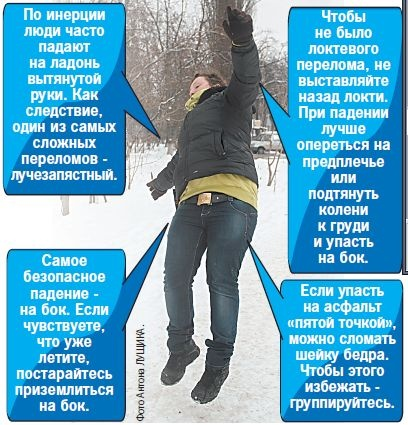 По инерции
люди часто
падают
на ладонь
вытянутой
руки. Как
следствие,
один из самых
сложных
переломов -
лучезапястный.
Чтобы
не было
локтевого
перелома, не
выставляйте
назад локти.
При падении
лучше
опереться на
предплечье
или
подтянуть
колени
к груди
и упасть
на бок.
Самое
безопасное
падение -
на бок. Если
чувствуете,
что уже
летите,
постарайтесь
приземлиться
на бок.
Если упасть
на асфальт
«пятой точкой»,
можно сломать
шейку бедра.
Чтобы этого
избежать -
группируйтесь.
Фото Антона ЛУЩИНА.